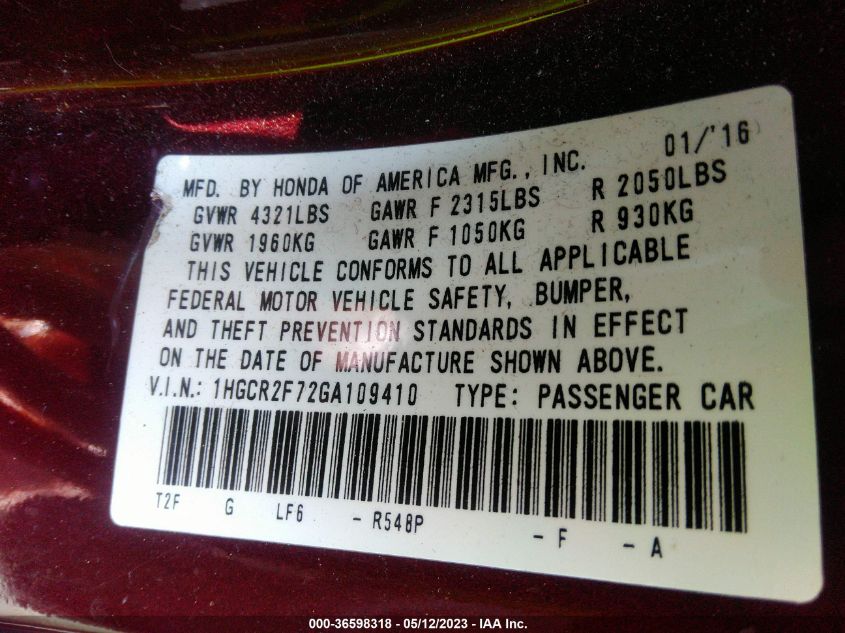 01/'16
MFD. BY HONDA OF AMERICA MFG., INC.
GVWR 4321LBS GAWR F 2315LBS R 2050LBS
GVWR 1960KG GAWR F 1050KG R 930KG
THIS VEHICLE CONFORMS TO ALL APPLICABLE
FEDERAL MOTOR VEHICLE SAFETY, BUMPER,
AND THEFT PREVENTION STANDARDS IN EFFECT
ON THE DATE OF MANUFACTURE SHOWN ABOVE.
V.I.N.: 1HGCR2F72GA109410 TYPE: PASSENGER CAR
T2F G LF6 - R548P - F - A
000-36598318 - 05/12/2023 - IAA Inc.